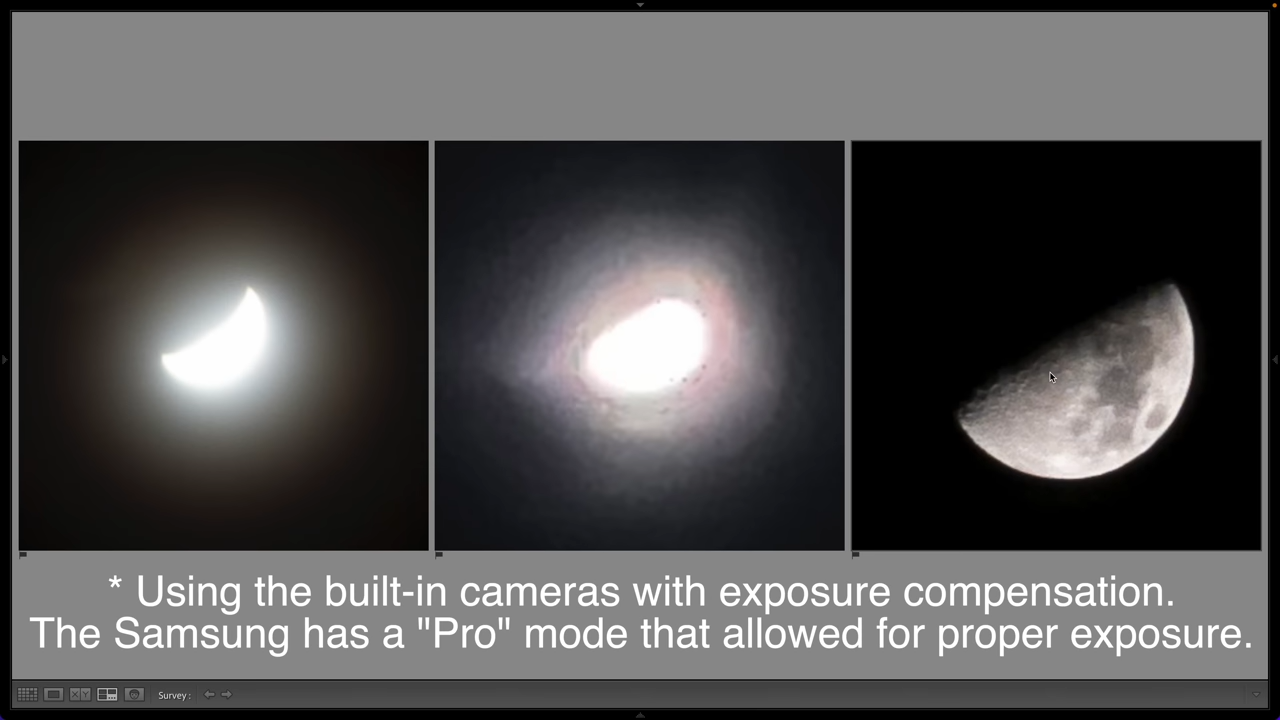 * Using the built-in cameras with exposure compensation.
The Samsung has a "Pro" mode that allowed for proper exposure.
XY Survey :